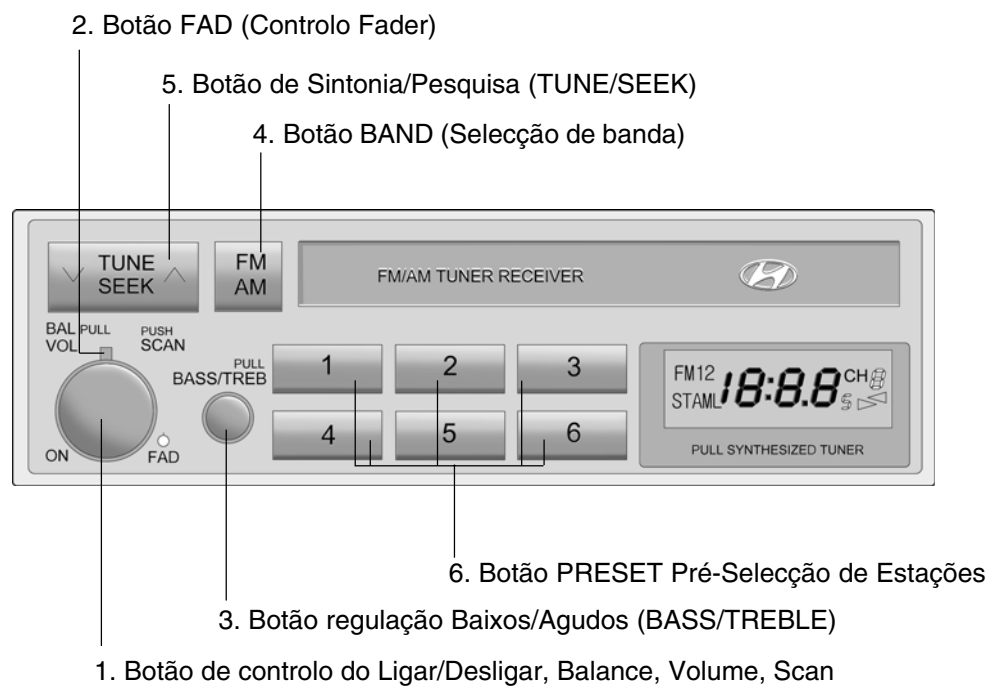 2. Botão FAD (Controlo Fader)
5. Botão de Sintonia/Pesquisa (TUNE/SEEK)
4. Botão BAND (Selecção de banda)
TUNE
SEEK
FM
AM
FM/AM TUNER RECEIVER
BAL PULL
VOL
PUSH
SCAN
PULL
BASS/TREB
1
2
3
4
5
6
ON
FAD
FM12
STAML
18:8.8
CH 8
S
PULL SYNTHESIZED TUNER
6. Botão PRESET Pré-Selecção de Estações
3. Botão regulação Baixos/Agudos (BASS/TREBLE)
1. Botão de controlo do Ligar/Desligar, Balance, Volume, Scan